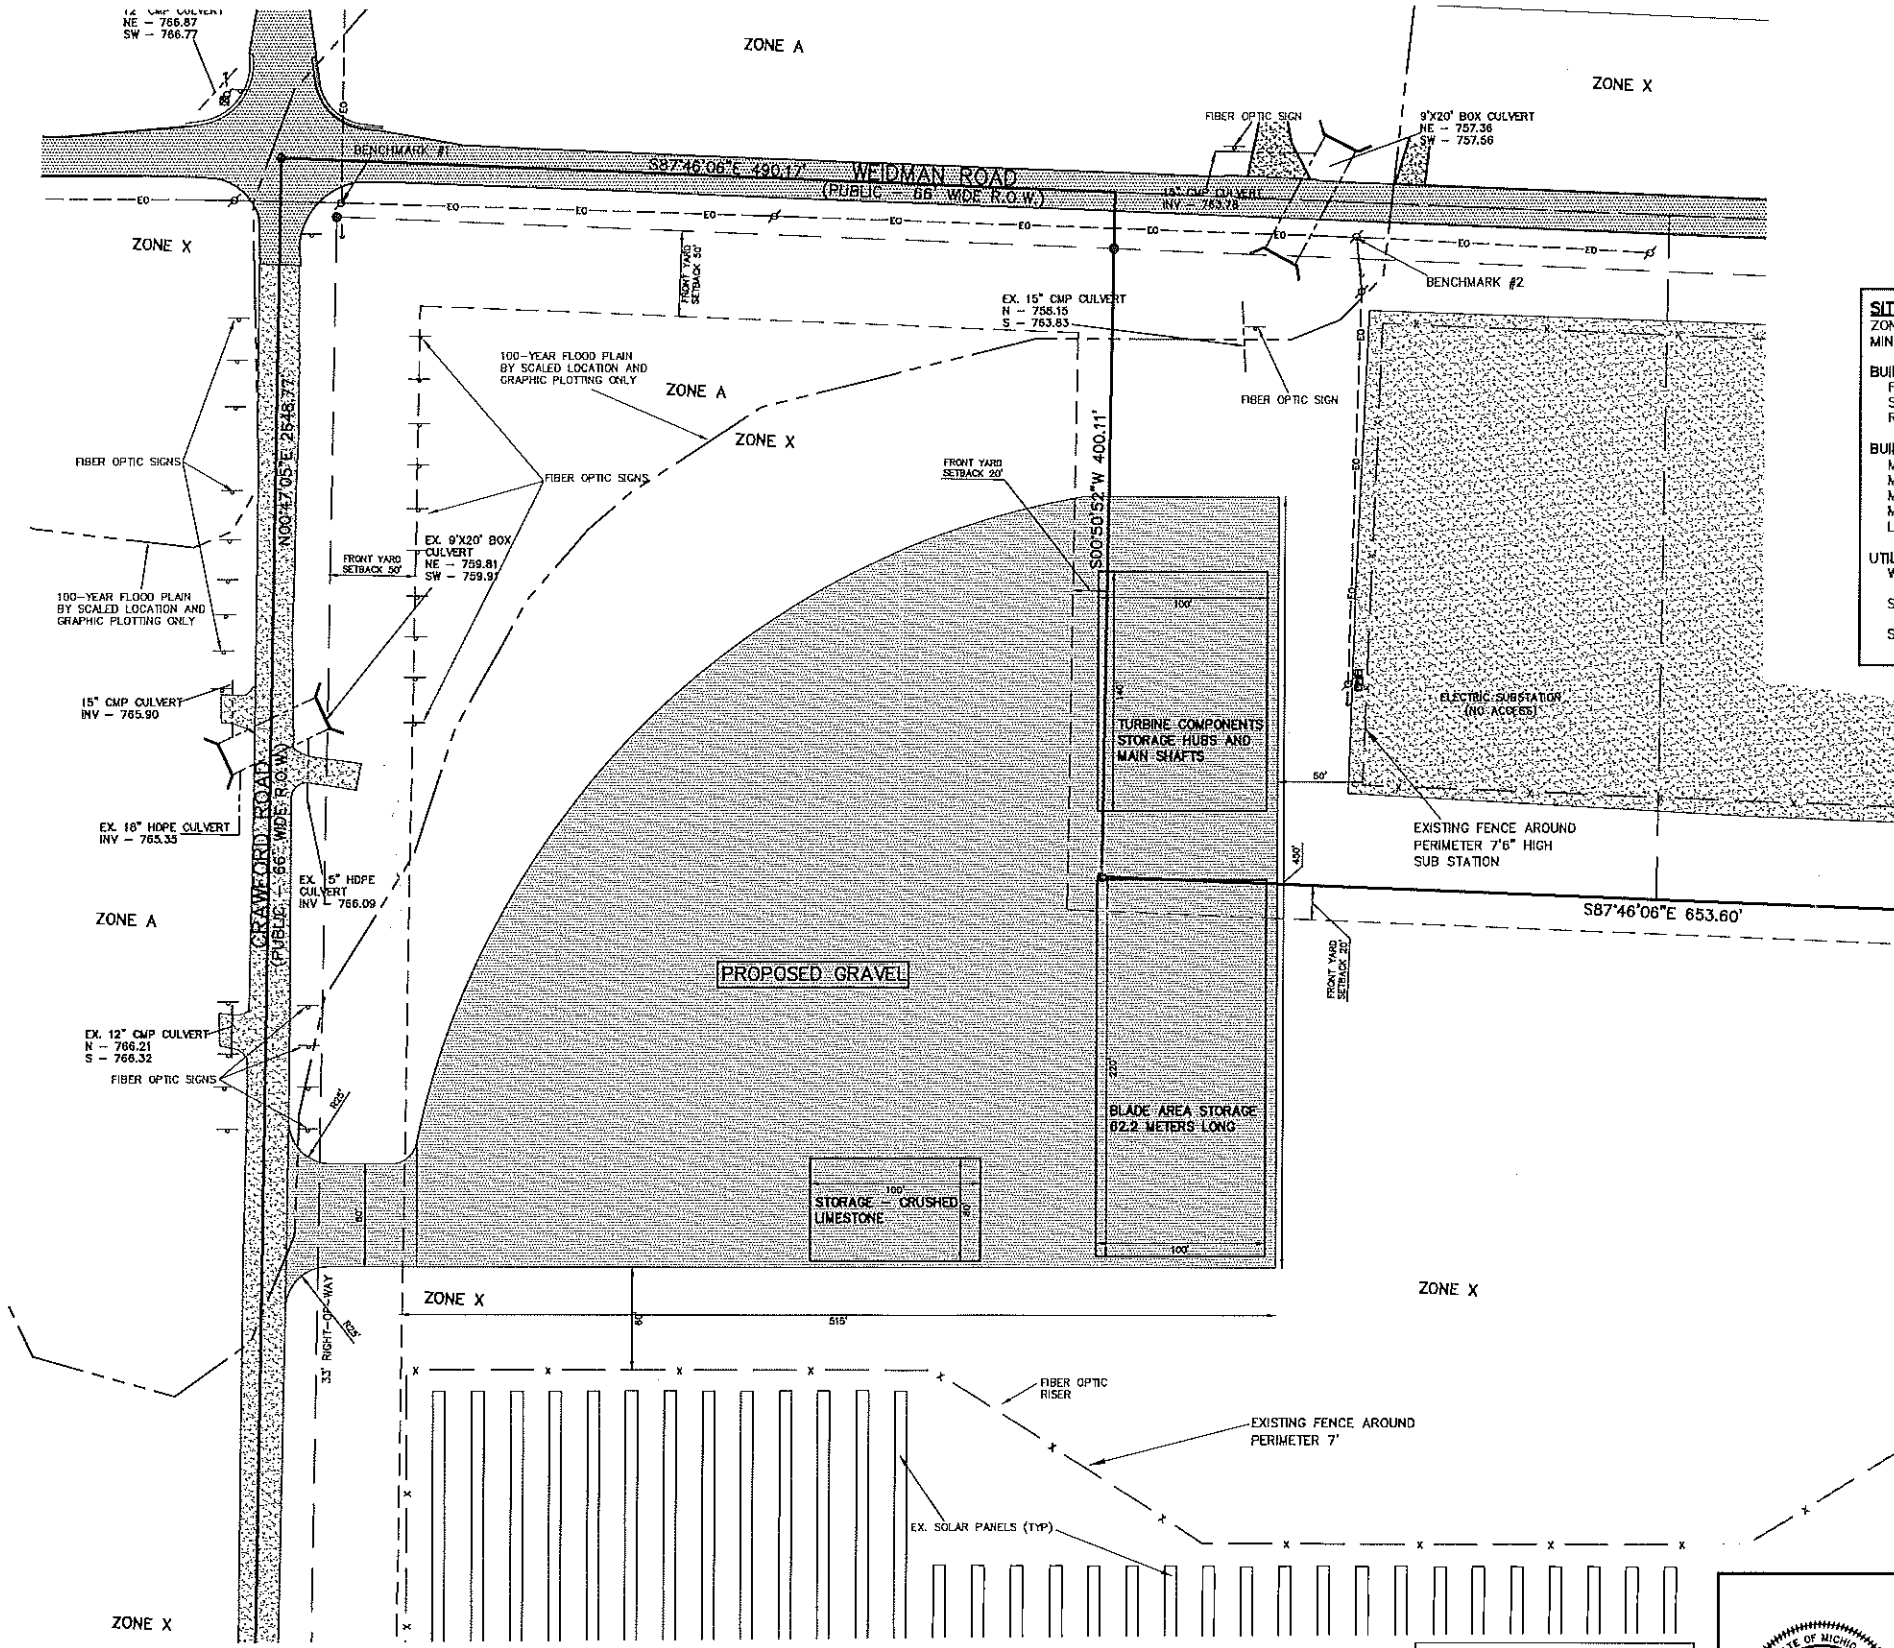 12" CMP CULVERT
NE - 766.87
SW - 766.77
ZONE A
ZONE X
FIBER OPTIC SIGN
9'X20' BOX CULVERT
NE - 757.36
SW - 757.56
BENCHMARK #1
S87°46'06"E 490.17'
WEIDMAN ROAD
(PUBLIC - 66' WIDE R.O.W.)
15" CMP CULVERT
INV - 763.78
ZONE X
FRONT YARD
SETBACK 50'
BENCHMARK #2
EX. 15" CMP CULVERT
N - 758.15
S - 763.83
100-YEAR FLOOD PLAIN
BY SCALED LOCATION AND
GRAPHIC PLOTTING ONLY
ZONE A
ZONE X
FIBER OPTIC SIGN
N00°47'05"E 2648.77'
S00°50'52"W 400.11'
FIBER OPTIC SIGNS
FIBER OPTIC SIGNS
FRONT YARD
SETBACK 20'
EX. 9'X20' BOX
CULVERT
NE - 759.81
SW - 759.91
FRONT YARD
SETBACK 50'
100-YEAR FLOOD PLAIN
BY SCALED LOCATION AND
GRAPHIC PLOTTING ONLY
100'
15" CMP CULVERT
INV - 765.90
TURBINE COMPONENTS
STORAGE HUBS AND
MAIN SHAFTS
ELECTRIC SUBSTATION
(NO ACCESS)
50'
EX. 18" HDPE CULVERT
INV - 765.35
CRAWFORD ROAD
(PUBLIC - 66' WIDE R.O.W.)
EXISTING FENCE AROUND
PERIMETER 7'6" HIGH
SUB STATION
450'
EX. 5" HDPE
CULVERT
INV - 766.09
ZONE A
S87°46'06"E 653.60'
PROPOSED GRAVEL
FRONT YARD
SETBACK 20'
EX. 12" CMP CULVERT
N - 766.21
S - 766.32
FIBER OPTIC SIGNS
R25'
220'
BLADE AREA STORAGE
62.2 METERS LONG
100'
STORAGE - CRUSHED
LIMESTONE
60'
60'
100'
ZONE X
ZONE X
R25'
33' RIGHT-OF-WAY
60'
515'
FIBER OPTIC
RISER
EXISTING FENCE AROUND
PERIMETER 7'
EX. SOLAR PANELS (TYP)
ZONE X